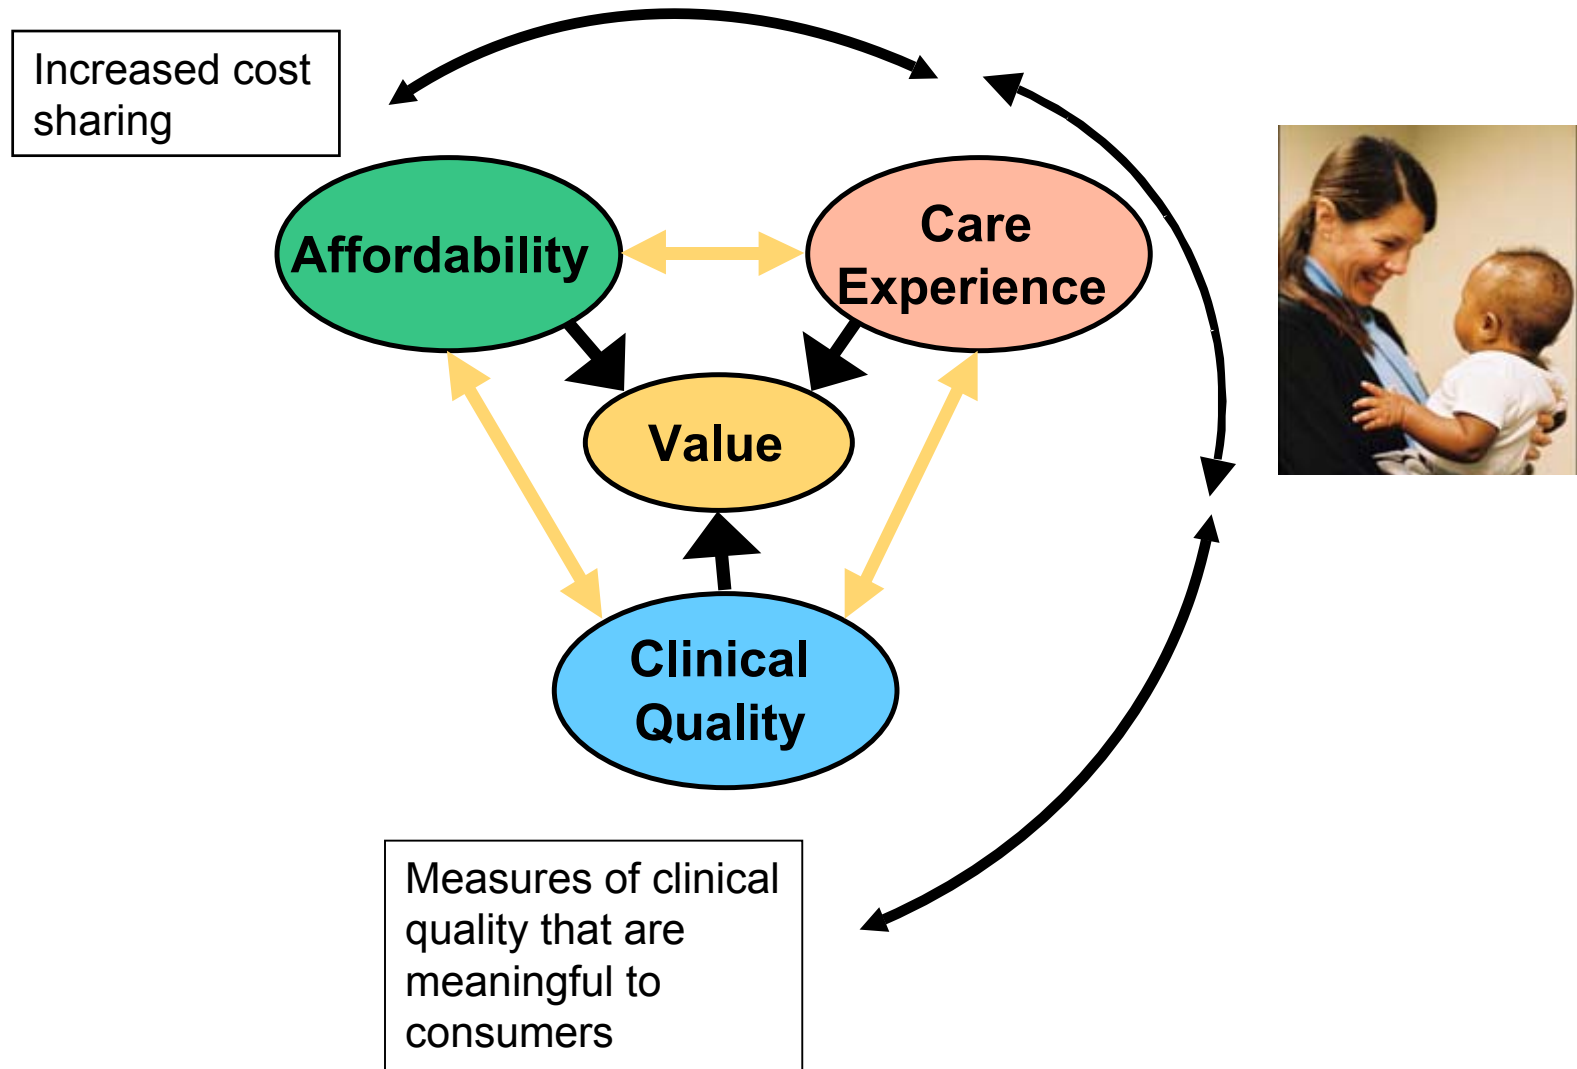 Increased cost
sharing
Affordability
Care
Experience
Value
Clinical
Quality
Measures of clinical
quality that are
meaningful to
consumers